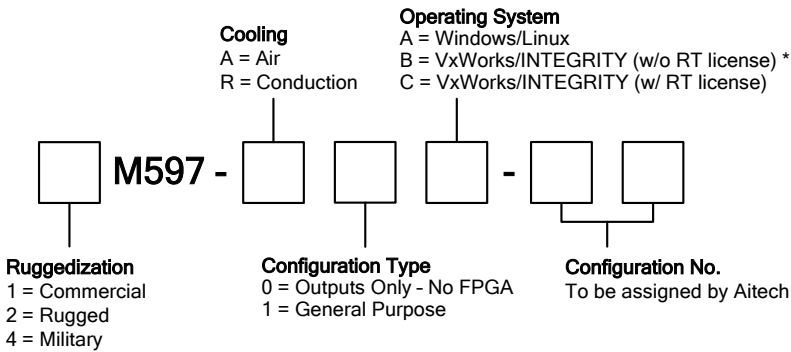 Operating System
A = Windows/Linux
B = VxWorks/INTEGRITY (w/o RT license) *
C = VxWorks/INTEGRITY (w/ RT license)
Cooling
A = Air
R = Conduction
M597 - -
Ruggedization
1 = Commercial
2 = Rugged
4 = Military
Configuration Type
0 = Outputs Only - No FPGA
1 = General Purpose
Configuration No.
To be assigned by Aitech